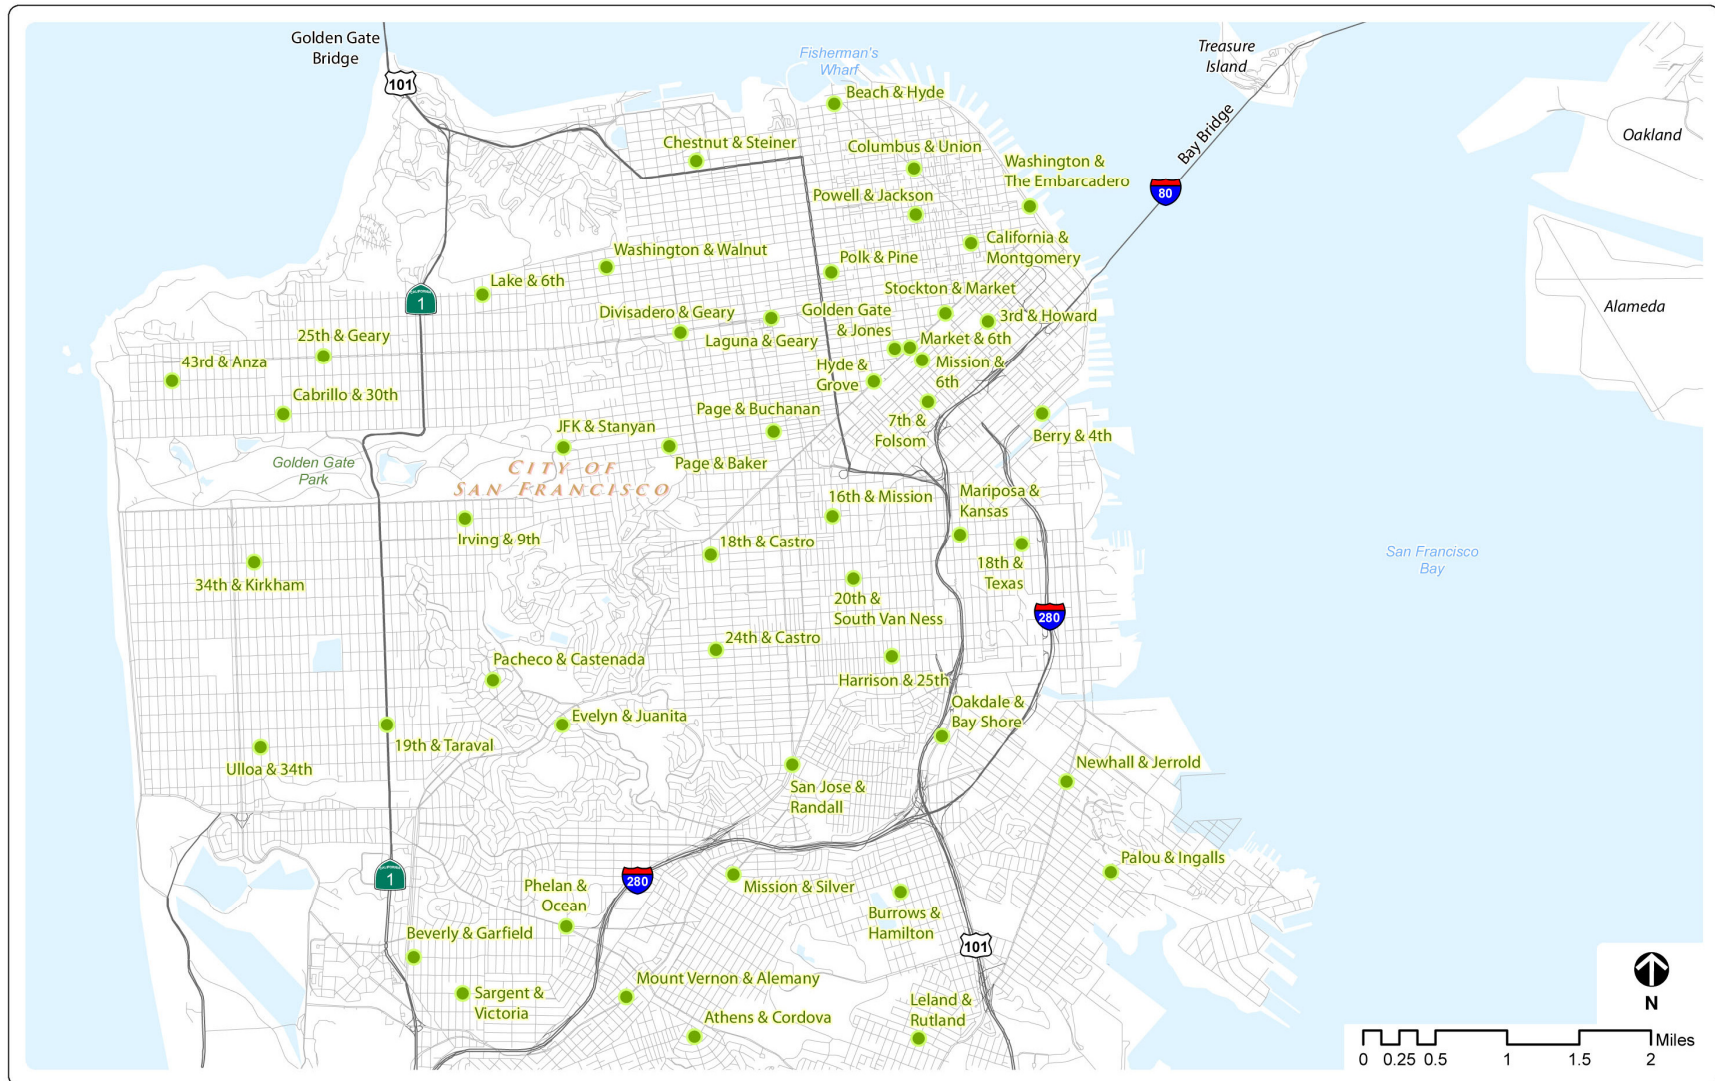 Golden Gate
Bridge
101
Fisherman's
Wharf
Treasure
Island
Beach & Hyde
Bay Bridge
Oakland
Chestnut & Steiner
Columbus & Union
Washington &
The Embarcadero
80
Powell & Jackson
Washington & Walnut
Polk & Pine
California &
Montgomery
Lake & 6th
CALIFORNIA
1
Stockton & Market
Alameda
Divisadero & Geary
Golden Gate
& Jones
3rd & Howard
25th & Geary
Laguna & Geary
Market & 6th
43rd & Anza
Hyde &
Grove
Mission &
6th
Cabrillo & 30th
Page & Buchanan
7th &
Folsom
JFK & Stanyan
Berry & 4th
Golden Gate
Park
CITY OF
SAN FRANCISCO
Page & Baker
16th & Mission
Mariposa &
Kansas
Irving & 9th
18th & Castro
San Francisco
Bay
18th &
Texas
34th & Kirkham
20th &
South Van Ness
280
24th & Castro
Pacheco & Castenada
Harrison & 25th
Oakdale &
Bay Shore
Evelyn & Juanita
19th & Taraval
Ulloa & 34th
Newhall & Jerrold
San Jose &
Randall
CALIFORNIA
1
280
Mission & Silver
Palou & Ingalls
Phelan &
Ocean
Burrows &
Hamilton
Beverly & Garfield
101
Mount Vernon & Alemany
Sargent &
Victoria
Athens & Cordova
Leland &
Rutland
N
Miles
0 0.25 0.5 1 1.5 2